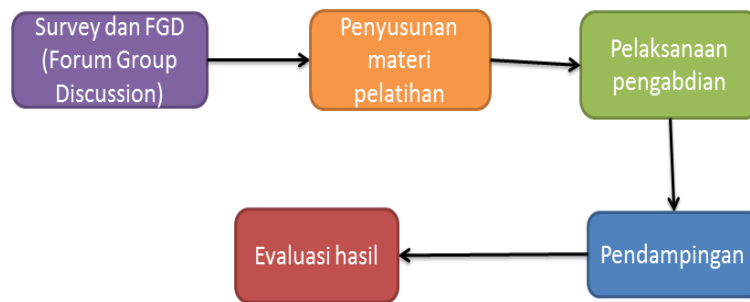 Survey dan FGD
(Forum Group
Discussion)
Penyusunan
materi
pelatihan
Pelaksanaan
pengabdian
Pendampingan
Evaluasi hasil